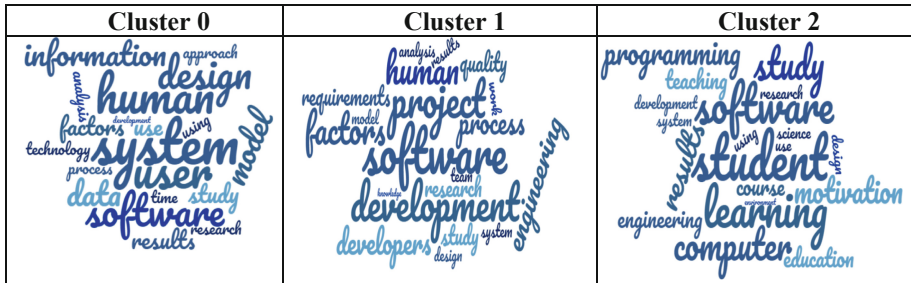 Cluster 0
Cluster 1
Cluster 2
information
approach
design
analysis
human
development
factors
use
using
technology
system
model
process
user
data
time
study
software
research
results
analysis
results
human
quality
requirements
project
work
model
factors
process
software
engineering
team
research
knowledge
development
developers
study
system
design
programming
study
teaching
research
development
software
system
using
science
use
results
student
design
course
motivation
environment
engineering
learning
computer
education